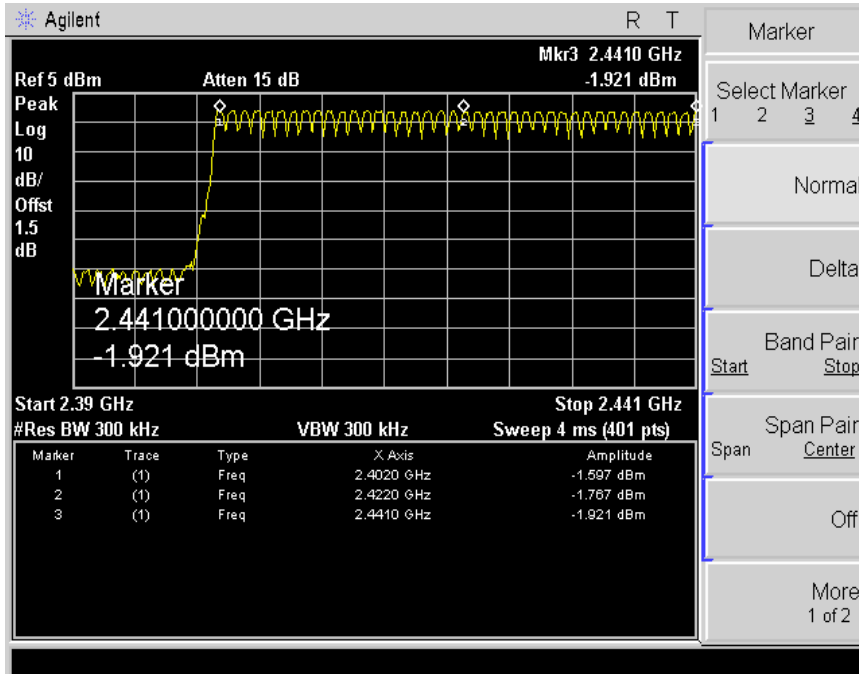 Agilent R T
Mkr3 2.4410 GHz
Ref 5 dBm Atten 15 dB -1.921 dBm
Peak
Log
10
dB/
Offst
1.5
dB
Marker
2.441000000 GHz
-1.921 dBm
Start 2.39 GHz Stop 2.441 GHz
#Res BW 300 kHz VBW 300 kHz Sweep 4 ms (401 pts)
Marker Trace Type X Axis Amplitude
1 (1) Freq 2.4020 GHz -1.597 dBm
2 (1) Freq 2.4220 GHz -1.767 dBm
3 (1) Freq 2.4410 GHz -1.921 dBm
Marker
Select Marker
1 2 3 4
Normal
Delta
Band Pair
Start Stop
Span Pair
Span Center
Off
More
1 of 2